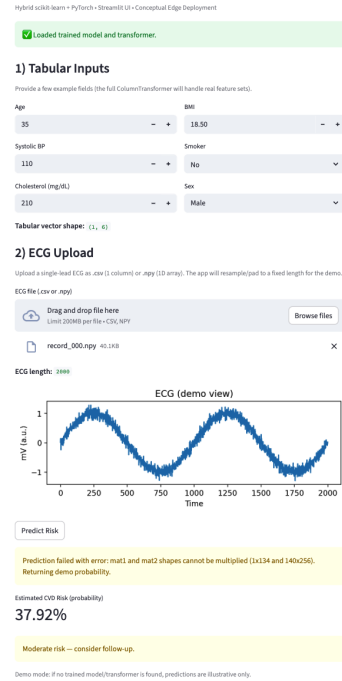 Hybrid scikit-learn + PyTorch • Streamlit UI • Conceptual Edge Deployment
✅Loaded trained model and transformer.
1) Tabular Inputs
Provide a few example fields (the full ColumnTransformer will handle real feature sets).
Age
BMI
35 − +
18.50 − +
Systolic BP
Smoker
110 − +
No
Cholesterol (mg/dL)
Sex
210 − +
Male
Tabular vector shape: (1, 6)
2) ECG Upload
Upload a single-lead ECG as .csv (1 column) or .npy (1D array). The app will resample/pad to a fixed length for the demo.
ECG file (.csv or .npy)
Drag and drop file here
Limit 200MB per file • CSV, NPY
Browse files
record_000.npy 40.1KB ×
ECG length: 2000
ECG (demo view)
mV (a.u.)
1
0
−1
0 250 500 750 1000 1250 1500 1750 2000
Time
Predict Risk
Prediction failed with error: mat1 and mat2 shapes cannot be multiplied (1x134 and 140x256).
Returning demo probability.
Estimated CVD Risk (probability)
37.92%
Moderate risk — consider follow-up.
Demo mode: if no trained model/transformer is found, predictions are illustrative only.